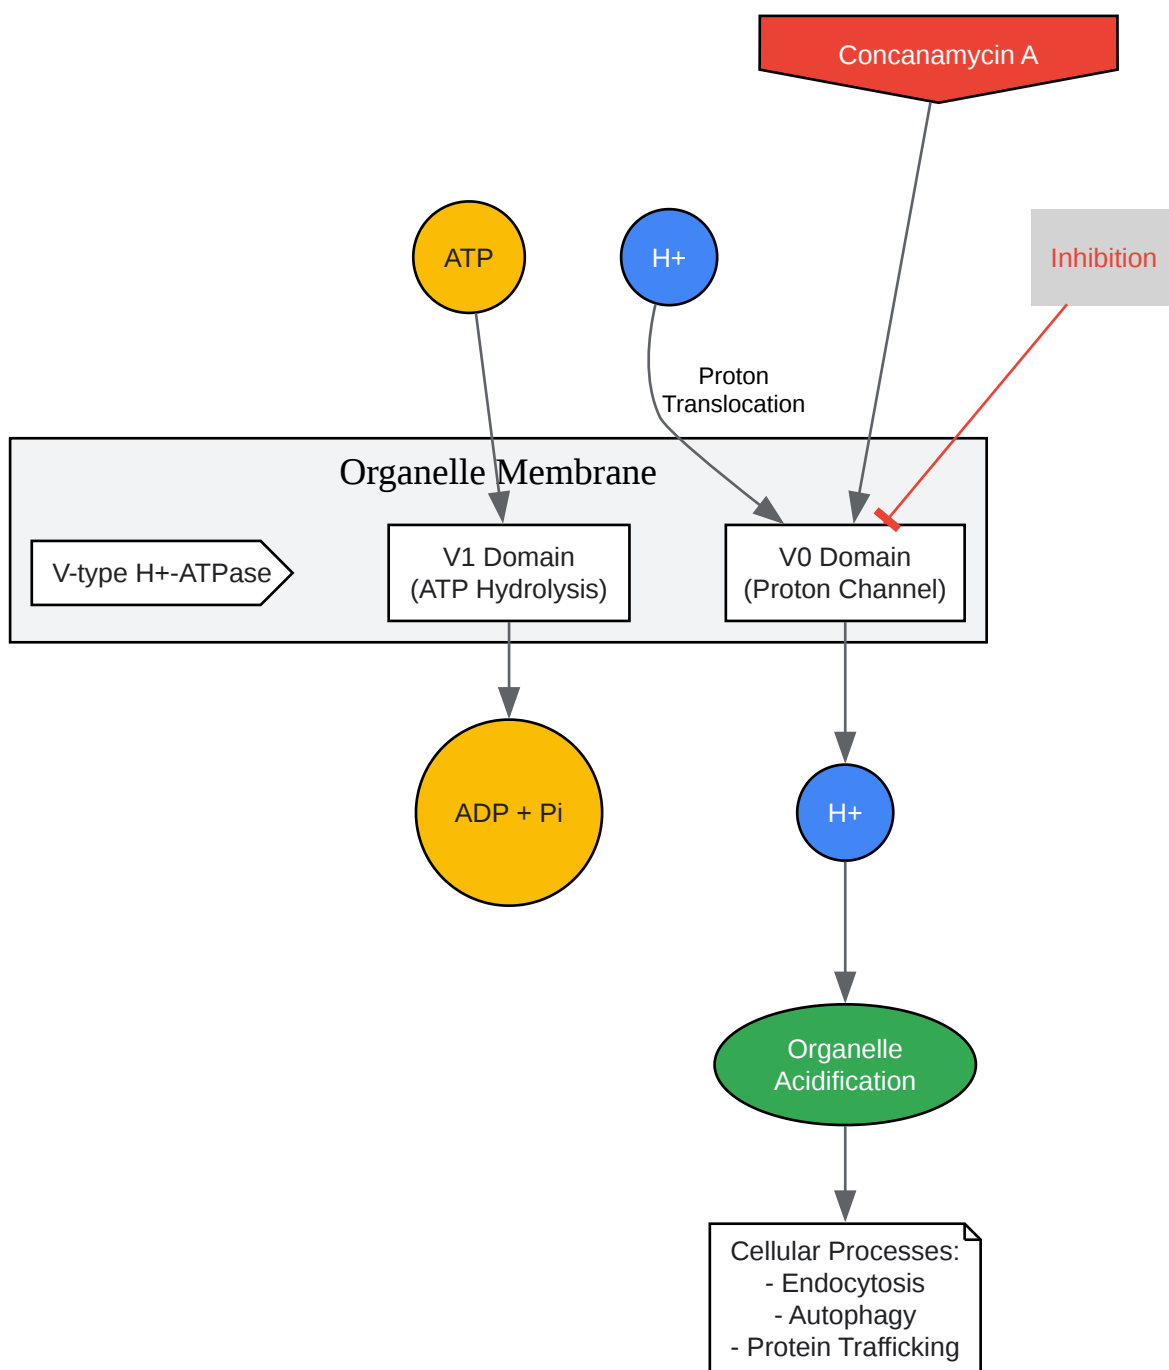 Concanamycin A
ATP
H+
Inhibition
Proton
Translocation
Organelle Membrane
V-type H+-ATPase
V1 Domain
(ATP Hydrolysis)
V0 Domain
(Proton Channel)
ADP + Pi
H+
Organelle
Acidification
Cellular Processes:
- Endocytosis
- Autophagy
- Protein Trafficking